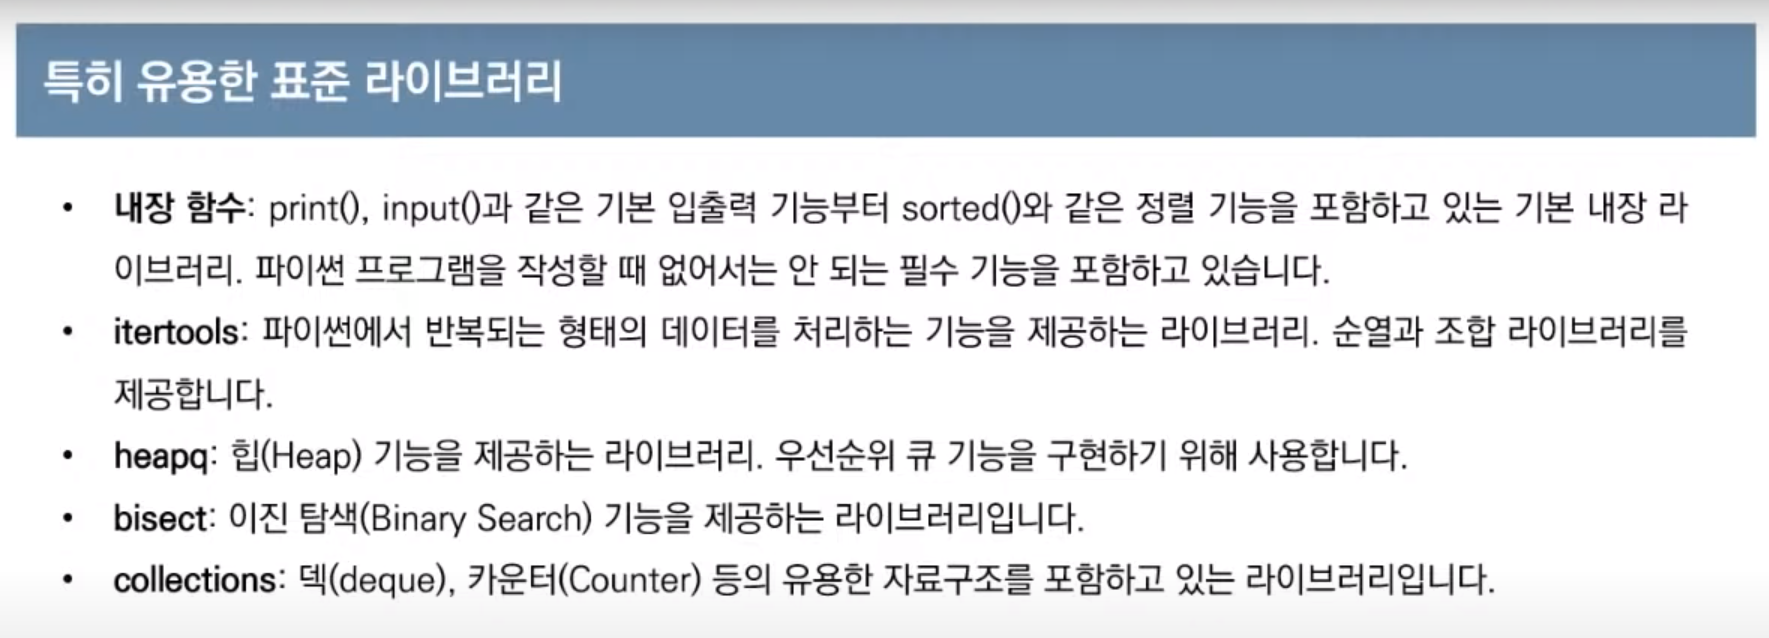 특히 유용한 표준 라이브러리
• 내장 함수: print(), input()과 같은 기본 입출력 기능부터 sorted()와 같은 정렬 기능을 포함하고 있는 기본 내장 라
이브러리. 파이썬 프로그램을 작성할 때 없어서는 안 되는 필수 기능을 포함하고 있습니다.
• itertools: 파이썬에서 반복되는 형태의 데이터를 처리하는 기능을 제공하는 라이브러리. 순열과 조합 라이브러리를
제공합니다.
• heapq: 힙(Heap) 기능을 제공하는 라이브러리. 우선순위 큐 기능을 구현하기 위해 사용합니다.
• bisect: 이진 탐색(Binary Search) 기능을 제공하는 라이브러리입니다.
• collections: 덱(deque), 카운터(Counter) 등의 유용한 자료구조를 포함하고 있는 라이브러리입니다.